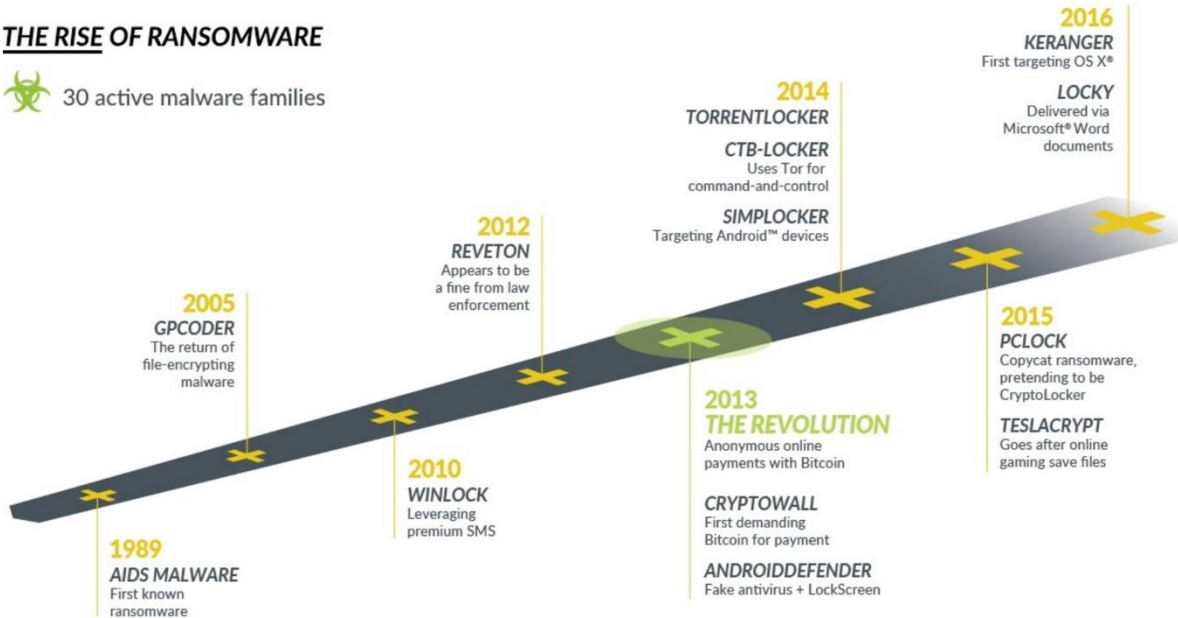 THE RISE OF RANSOMWARE
30 active malware families
1989
AIDS MALWARE
First known
ransomware
2005
GPCODER
The return of
file-encrypting
malware
2010
WINLOCK
Leveraging
premium SMS
2012
REVETON
Appears to be
a fine from law
enforcement
2013
THE REVOLUTION
Anonymous online
payments with Bitcoin
CRYPTOWALL
First demanding
Bitcoin for payment
ANDROIDDEFENDER
Fake antivirus + LockScreen
2014
TORRENTLOCKER
CTB-LOCKER
Uses Tor for
command-and-control
SIMPLOCKER
Targeting Android™ devices
2015
PCLOCK
Copycat ransomware,
pretending to be
CryptoLocker
TESLACRYPT
Goes after online
gaming save files
2016
KERANGER
First targeting OS X®
LOCKY
Delivered via
Microsoft® Word
documents